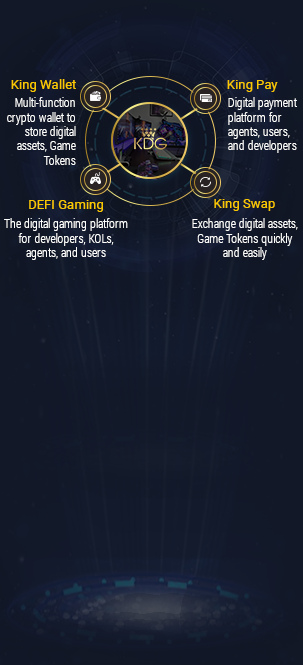 King Wallet
Multi-function
crypto wallet to
store digital
assets, Game
Tokens
King Pay
Digital payment
platform for
agents, users,
and developers
KDG
DEFI Gaming
The digital gaming platform
for developers, KOLs,
agents, and users
King Swap
Exchange digital assets,
Game Tokens quickly
and easily